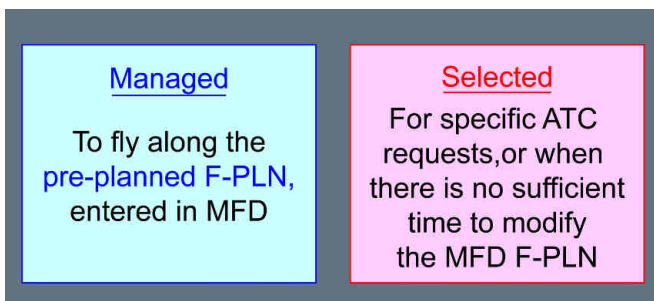 Managed
To fly along the
pre-planned F-PLN,
entered in MFD
Selected
For specific ATC
requests,or when
there is no sufficient
time to modify
the MFD F-PLN